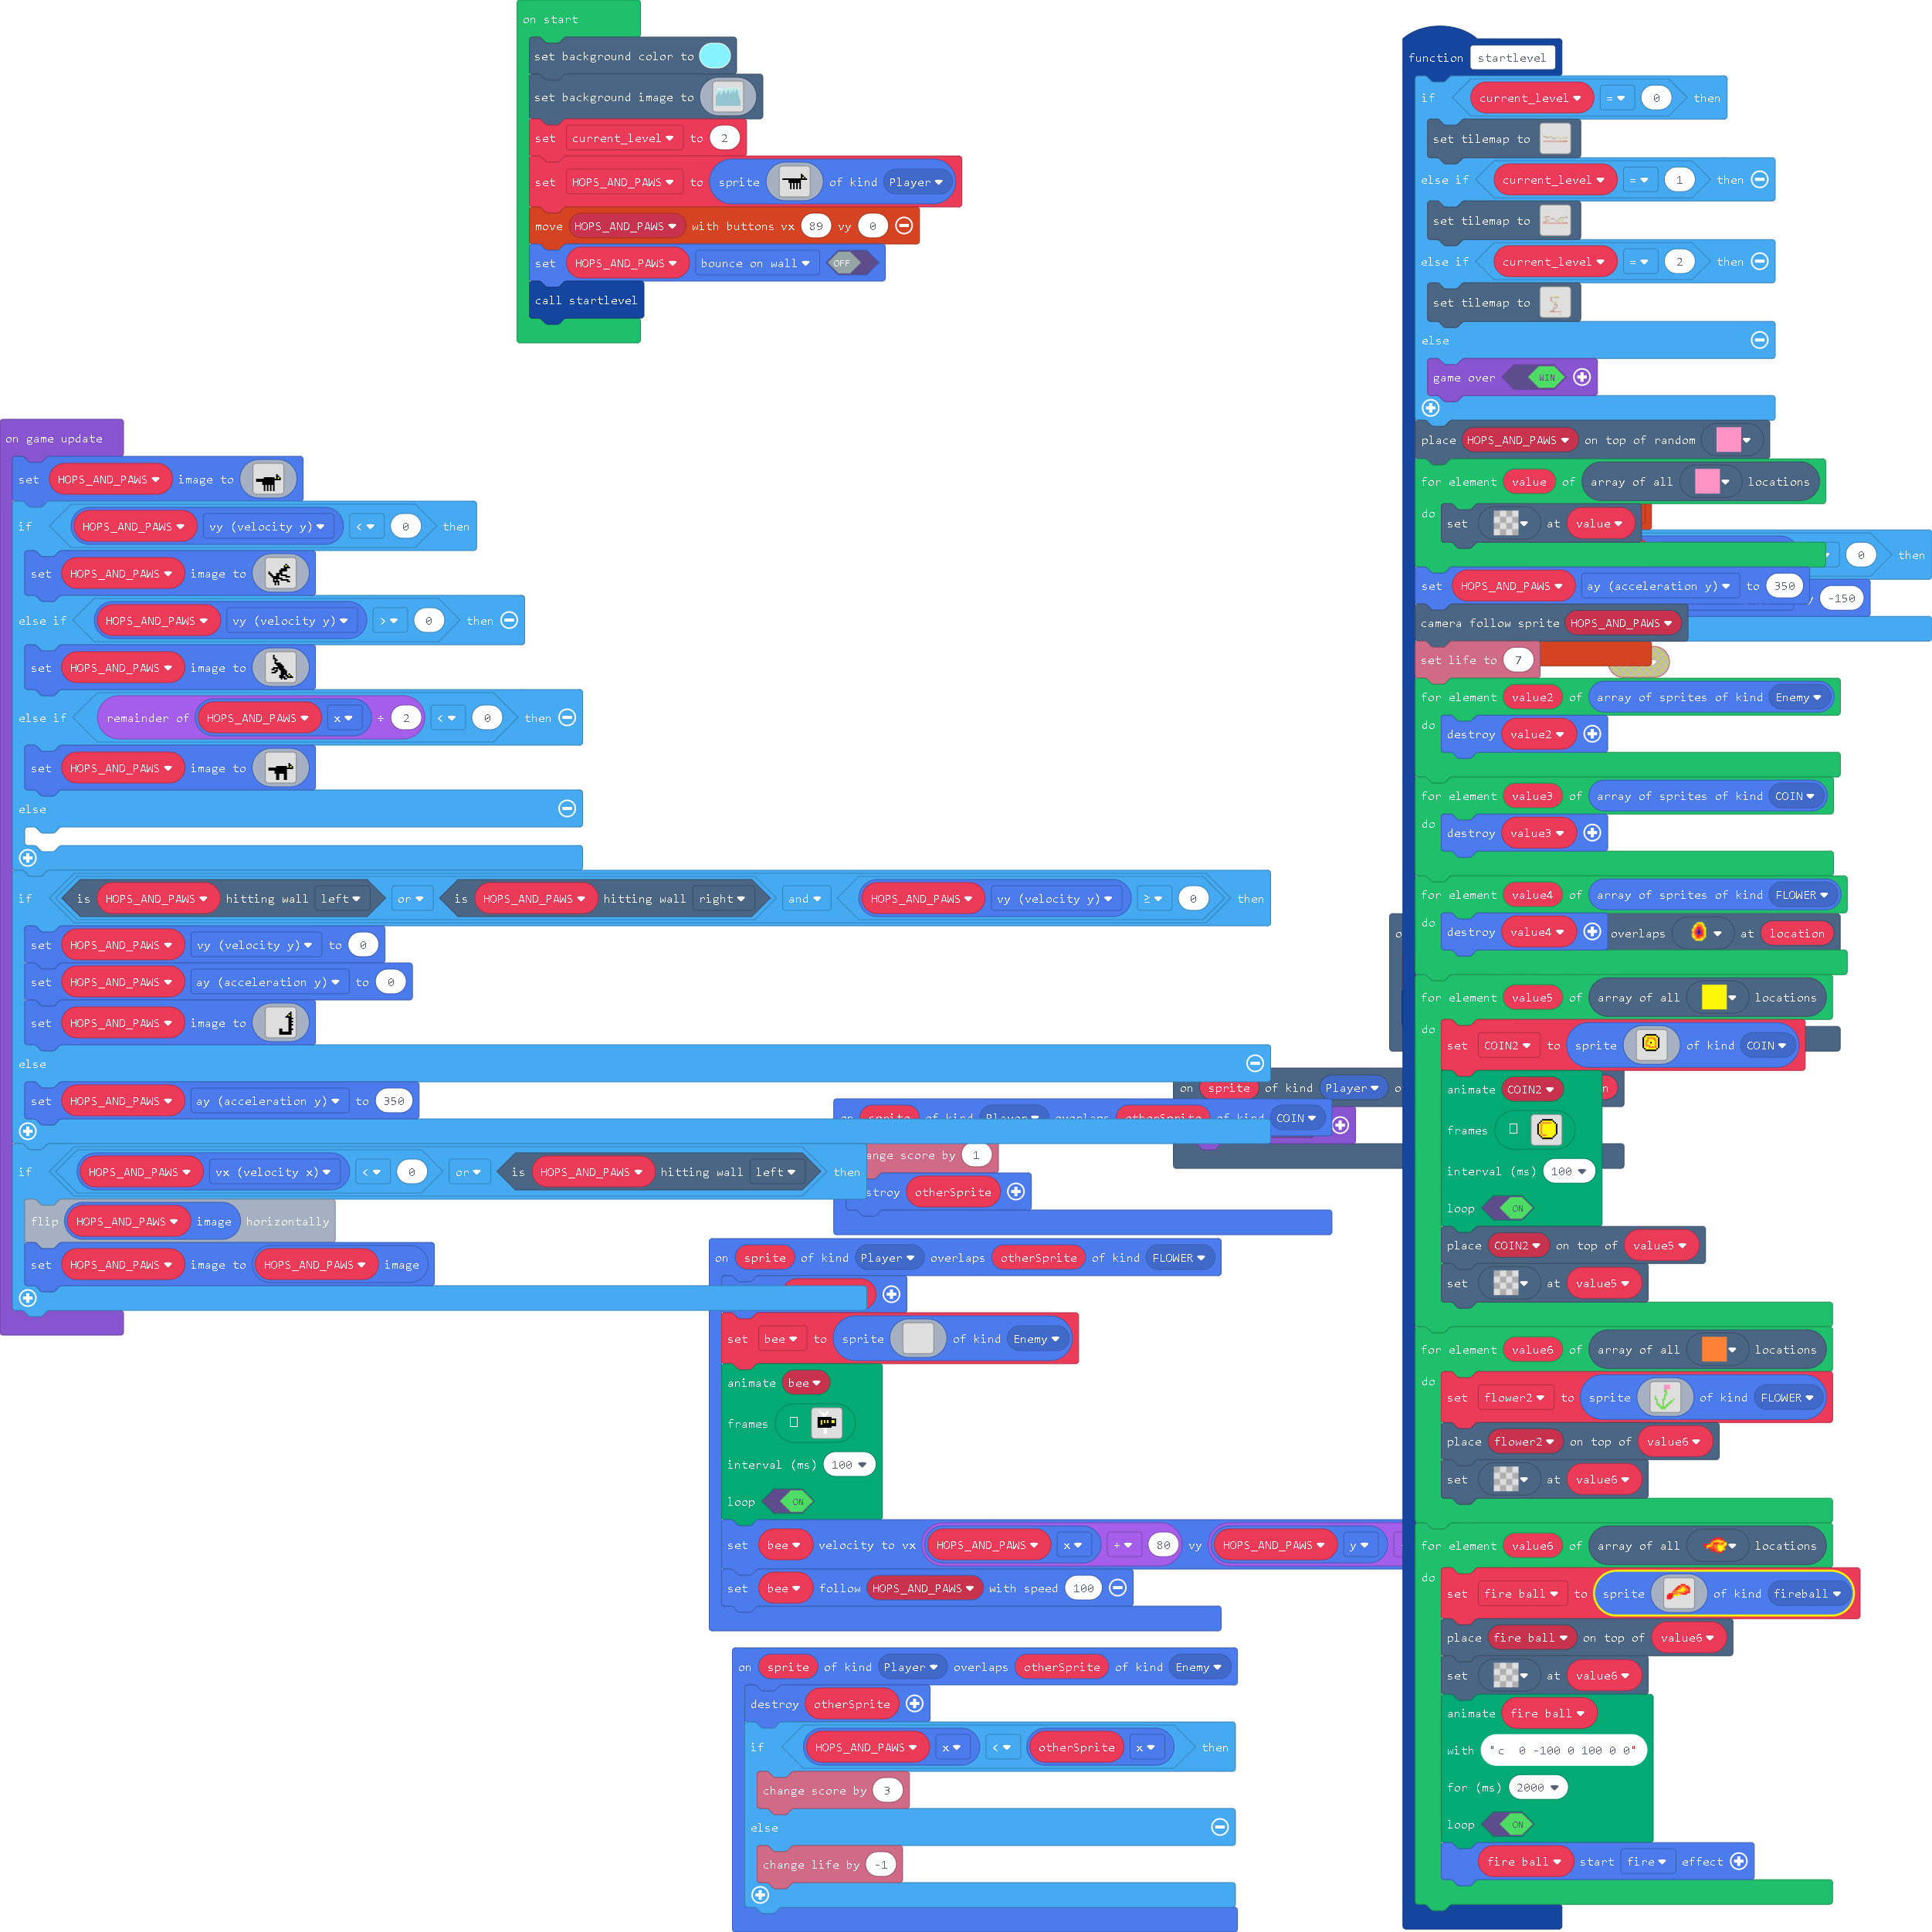 on start
set background color to
set background image to
set current_level to 2
set HOPS_AND_PAWS to sprite of kind Player
move HOPS_AND_PAWS with buttons vx 89 vy 0
set HOPS_AND_PAWS bounce on wall OFF
call startlevel
on game update
set HOPS_AND_PAWS image to
if HOPS_AND_PAWS vy (velocity y) < 0 then
set HOPS_AND_PAWS image to
else if HOPS_AND_PAWS vy (velocity y) > 0 then
set HOPS_AND_PAWS image to
else if remainder of HOPS_AND_PAWS x ÷ 2 < 0 then
set HOPS_AND_PAWS image to
else
if is HOPS_AND_PAWS hitting wall left or is HOPS_AND_PAWS hitting wall right and HOPS_AND_PAWS vy (velocity y) ≥ 0 then
set HOPS_AND_PAWS vy (velocity y) to 0
set HOPS_AND_PAWS ay (acceleration y) to 0
set HOPS_AND_PAWS image to
else
set HOPS_AND_PAWS ay (acceleration y) to 350
if HOPS_AND_PAWS vx (velocity x) < 0 or is HOPS_AND_PAWS hitting wall left then
flip HOPS_AND_PAWS image horizontally
set HOPS_AND_PAWS image to HOPS_AND_PAWS image
on sprite of kind Player
on sprite of kind Player overlaps otherSprite of kind COIN
score by 1
otherSprite
on sprite of kind Player overlaps otherSprite of kind FLOWER
set bee to sprite of kind Enemy
animate bee
frames
interval (ms) 100
loop ON
set bee velocity to vx HOPS_AND_PAWS x + 80 vy HOPS_AND_PAWS y
set bee follow HOPS_AND_PAWS with speed 100
on sprite of kind Player overlaps otherSprite of kind Enemy
destroy otherSprite
if HOPS_AND_PAWS x < otherSprite x then
change score by 3
else
change life by -1
function startlevel
if current_level = 0 then
set tilemap to
else if current_level = 1 then
set tilemap to
else if current_level = 2 then
set tilemap to
else
game over WIN
place HOPS_AND_PAWS on top of random
for element value of array of all locations
do set at value
0 then
set HOPS_AND_PAWS ay (acceleration y) to 350
-150
camera follow sprite HOPS_AND_PAWS
set life to 7
for element value2 of array of sprites of kind Enemy
do destroy value2
for element value3 of array of sprites of kind COIN
do destroy value3
for element value4 of array of sprites of kind FLOWER
do destroy value4 overlaps at location
for element value5 of array of all locations
do set COIN2 to sprite of kind COIN
animate COIN2
frames
interval (ms) 100
loop ON
place COIN2 on top of value5
set at value5
for element value6 of array of all locations
do set flower2 to sprite of kind FLOWER
place flower2 on top of value6
set at value6
for element value6 of array of all locations
do set fire ball to sprite of kind fireball
place fire ball on top of value6
set at value6
animate fire ball
with "c 0 -100 0 100 0 0"
for (ms) 2000
loop ON
fire ball start fire effect